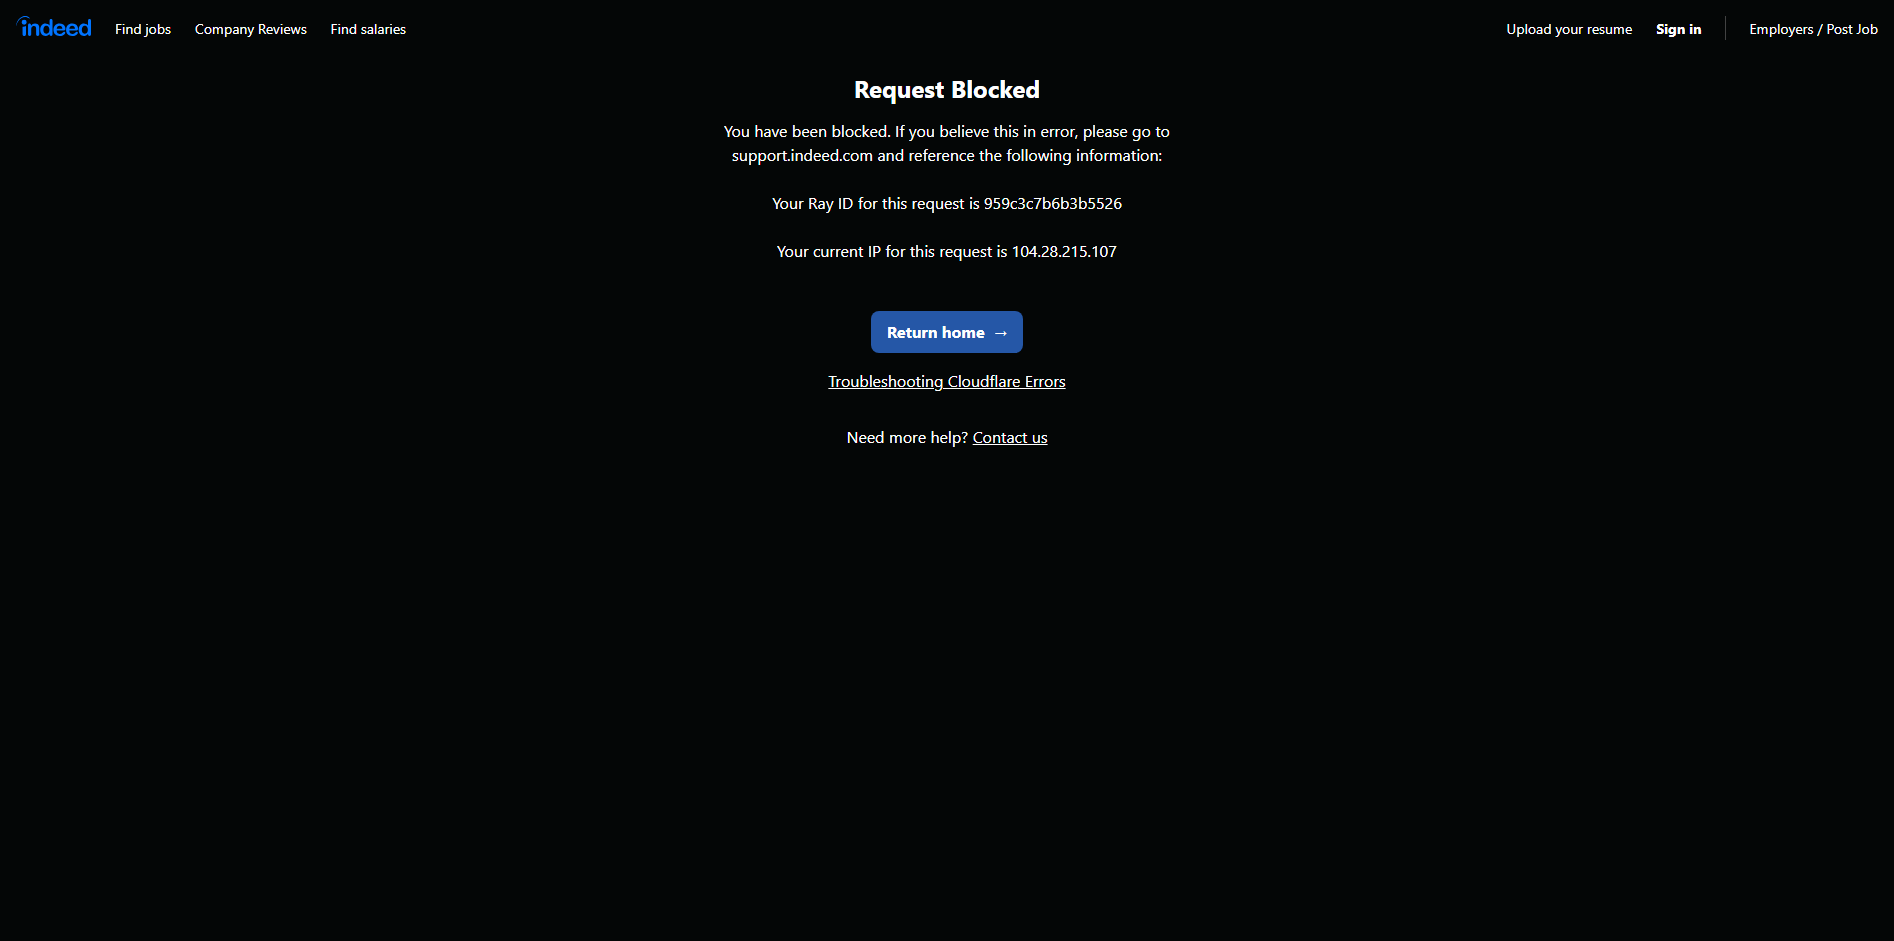 indeed Find jobs Company Reviews Find salaries Upload your resume Sign in Employers / Post Job
Request Blocked
You have been blocked. If you believe this in error, please go to
support.indeed.com and reference the following information:
Your Ray ID for this request is 959c3c7b6b3b5526
Your current IP for this request is 104.28.215.107
Return home →
Troubleshooting Cloudflare Errors
Need more help? Contact us